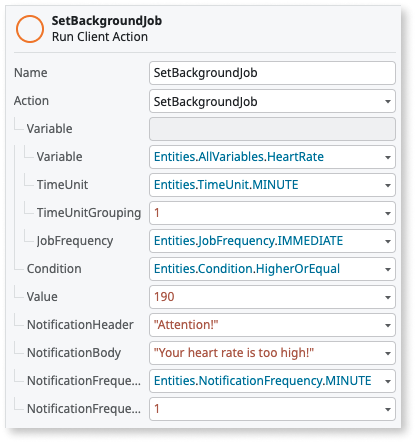 SetBackgroundJob
Run Client Action
Name SetBackgroundJob
Action SetBackgroundJob
Variable
Variable Entities.AllVariables.HeartRate
TimeUnit Entities.TimeUnit.MINUTE
TimeUnitGrouping 1
JobFrequency Entities.JobFrequency.IMMEDIATE
Condition Entities.Condition.HigherOrEqual
Value 190
NotificationHeader "Attention!"
NotificationBody "Your heart rate is too high!"
NotificationFreque... Entities.NotificationFrequency.MINUTE
NotificationFreque... 1